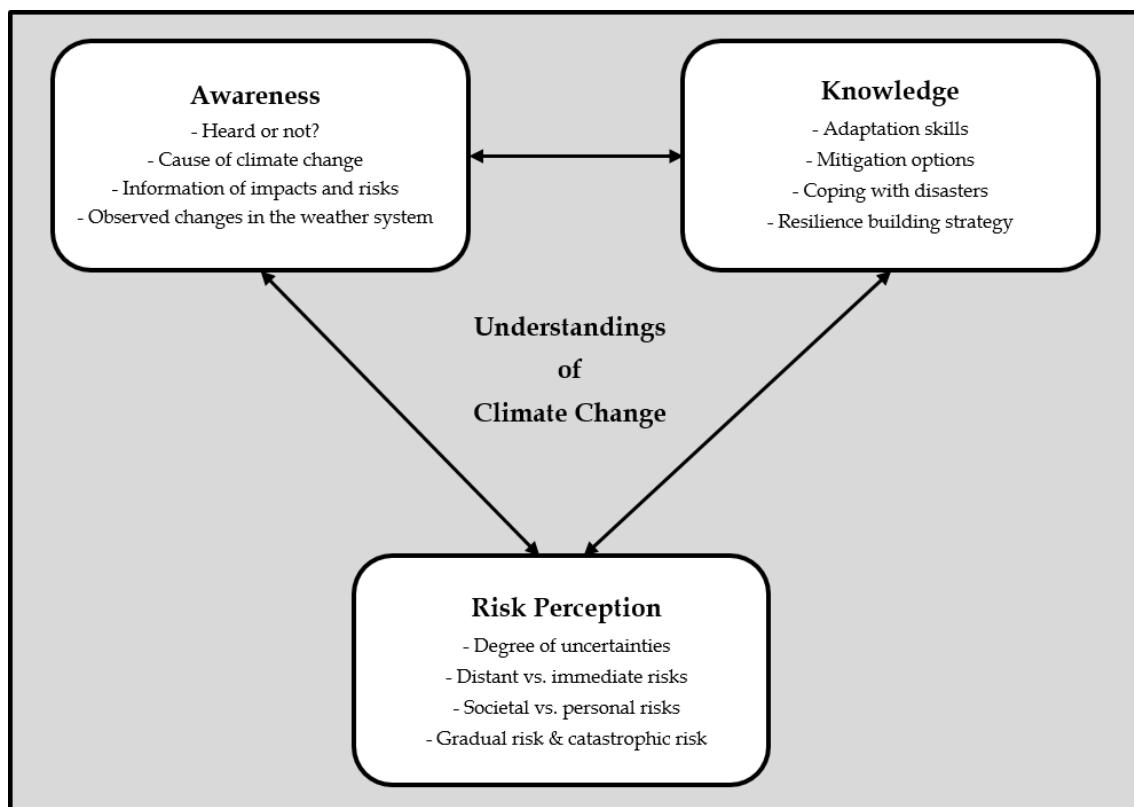 Awareness
- Heard or not?
- Cause of climate change
- Information of impacts and risks
- Observed changes in the weather system
Knowledge
- Adaptation skills
- Mitigation options
- Coping with disasters
- Resilience building strategy
Understandings
of
Climate Change
Risk Perception
- Degree of uncertainties
- Distant vs. immediate risks
- Societal vs. personal risks
- Gradual risk & catastrophic risk